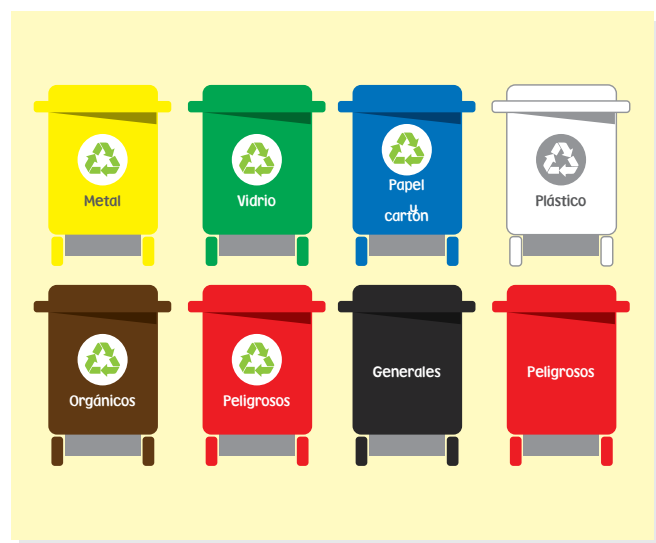 Metal
Vidrio
Papel
y
cartón
Plástico
Orgánicos
Peligrosos
Generales
Peligrosos